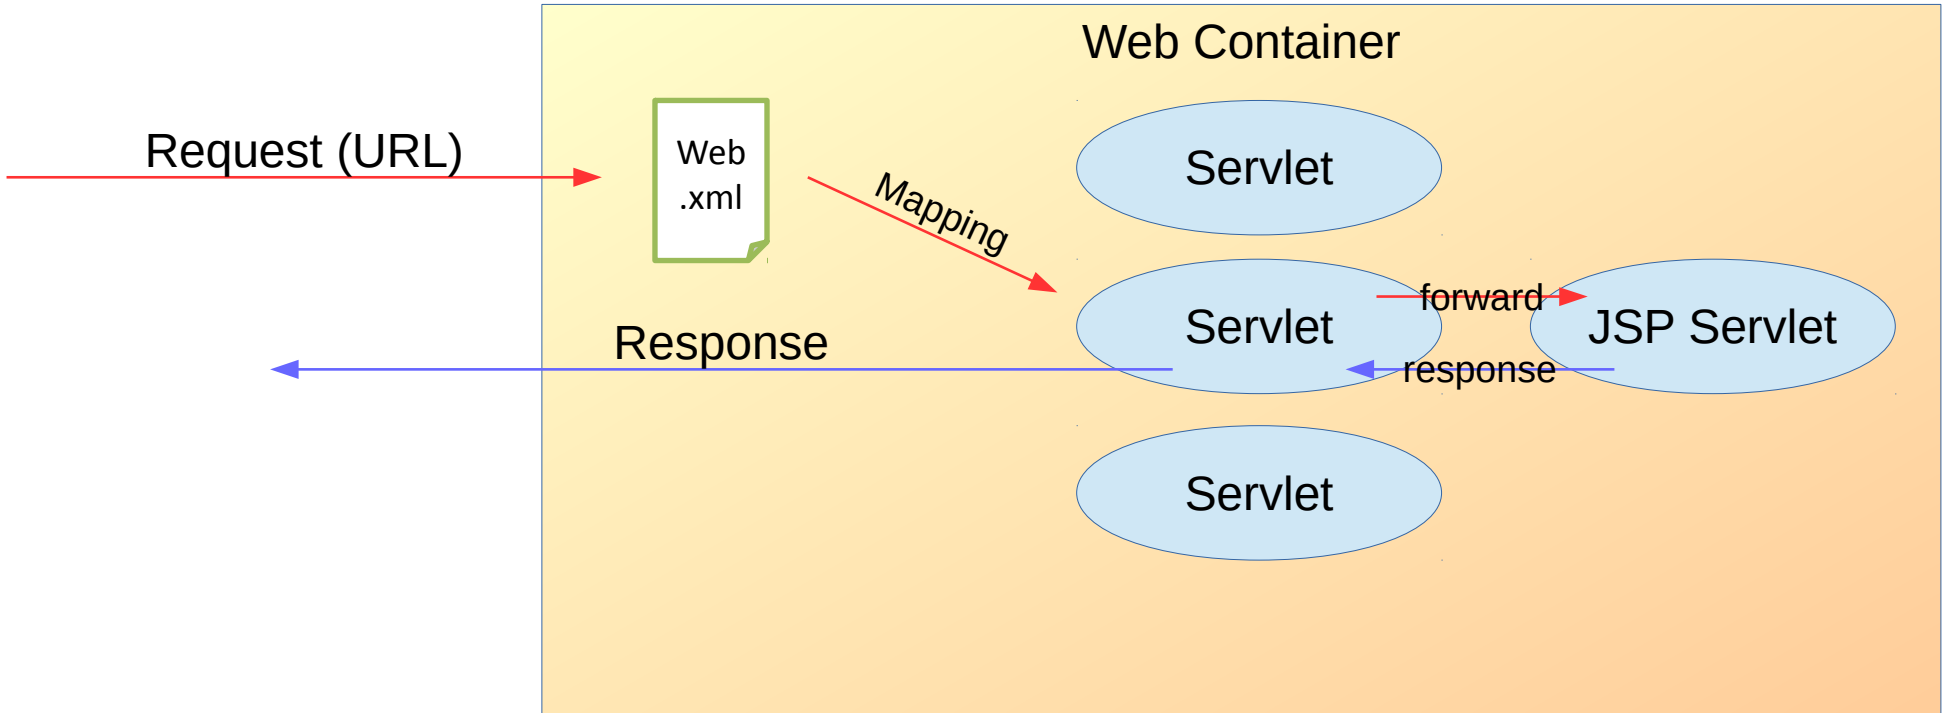 Web Container
Request (URL)
Web
.xml
Mapping
Servlet
Servlet
forward
JSP Servlet
Response
response
Servlet